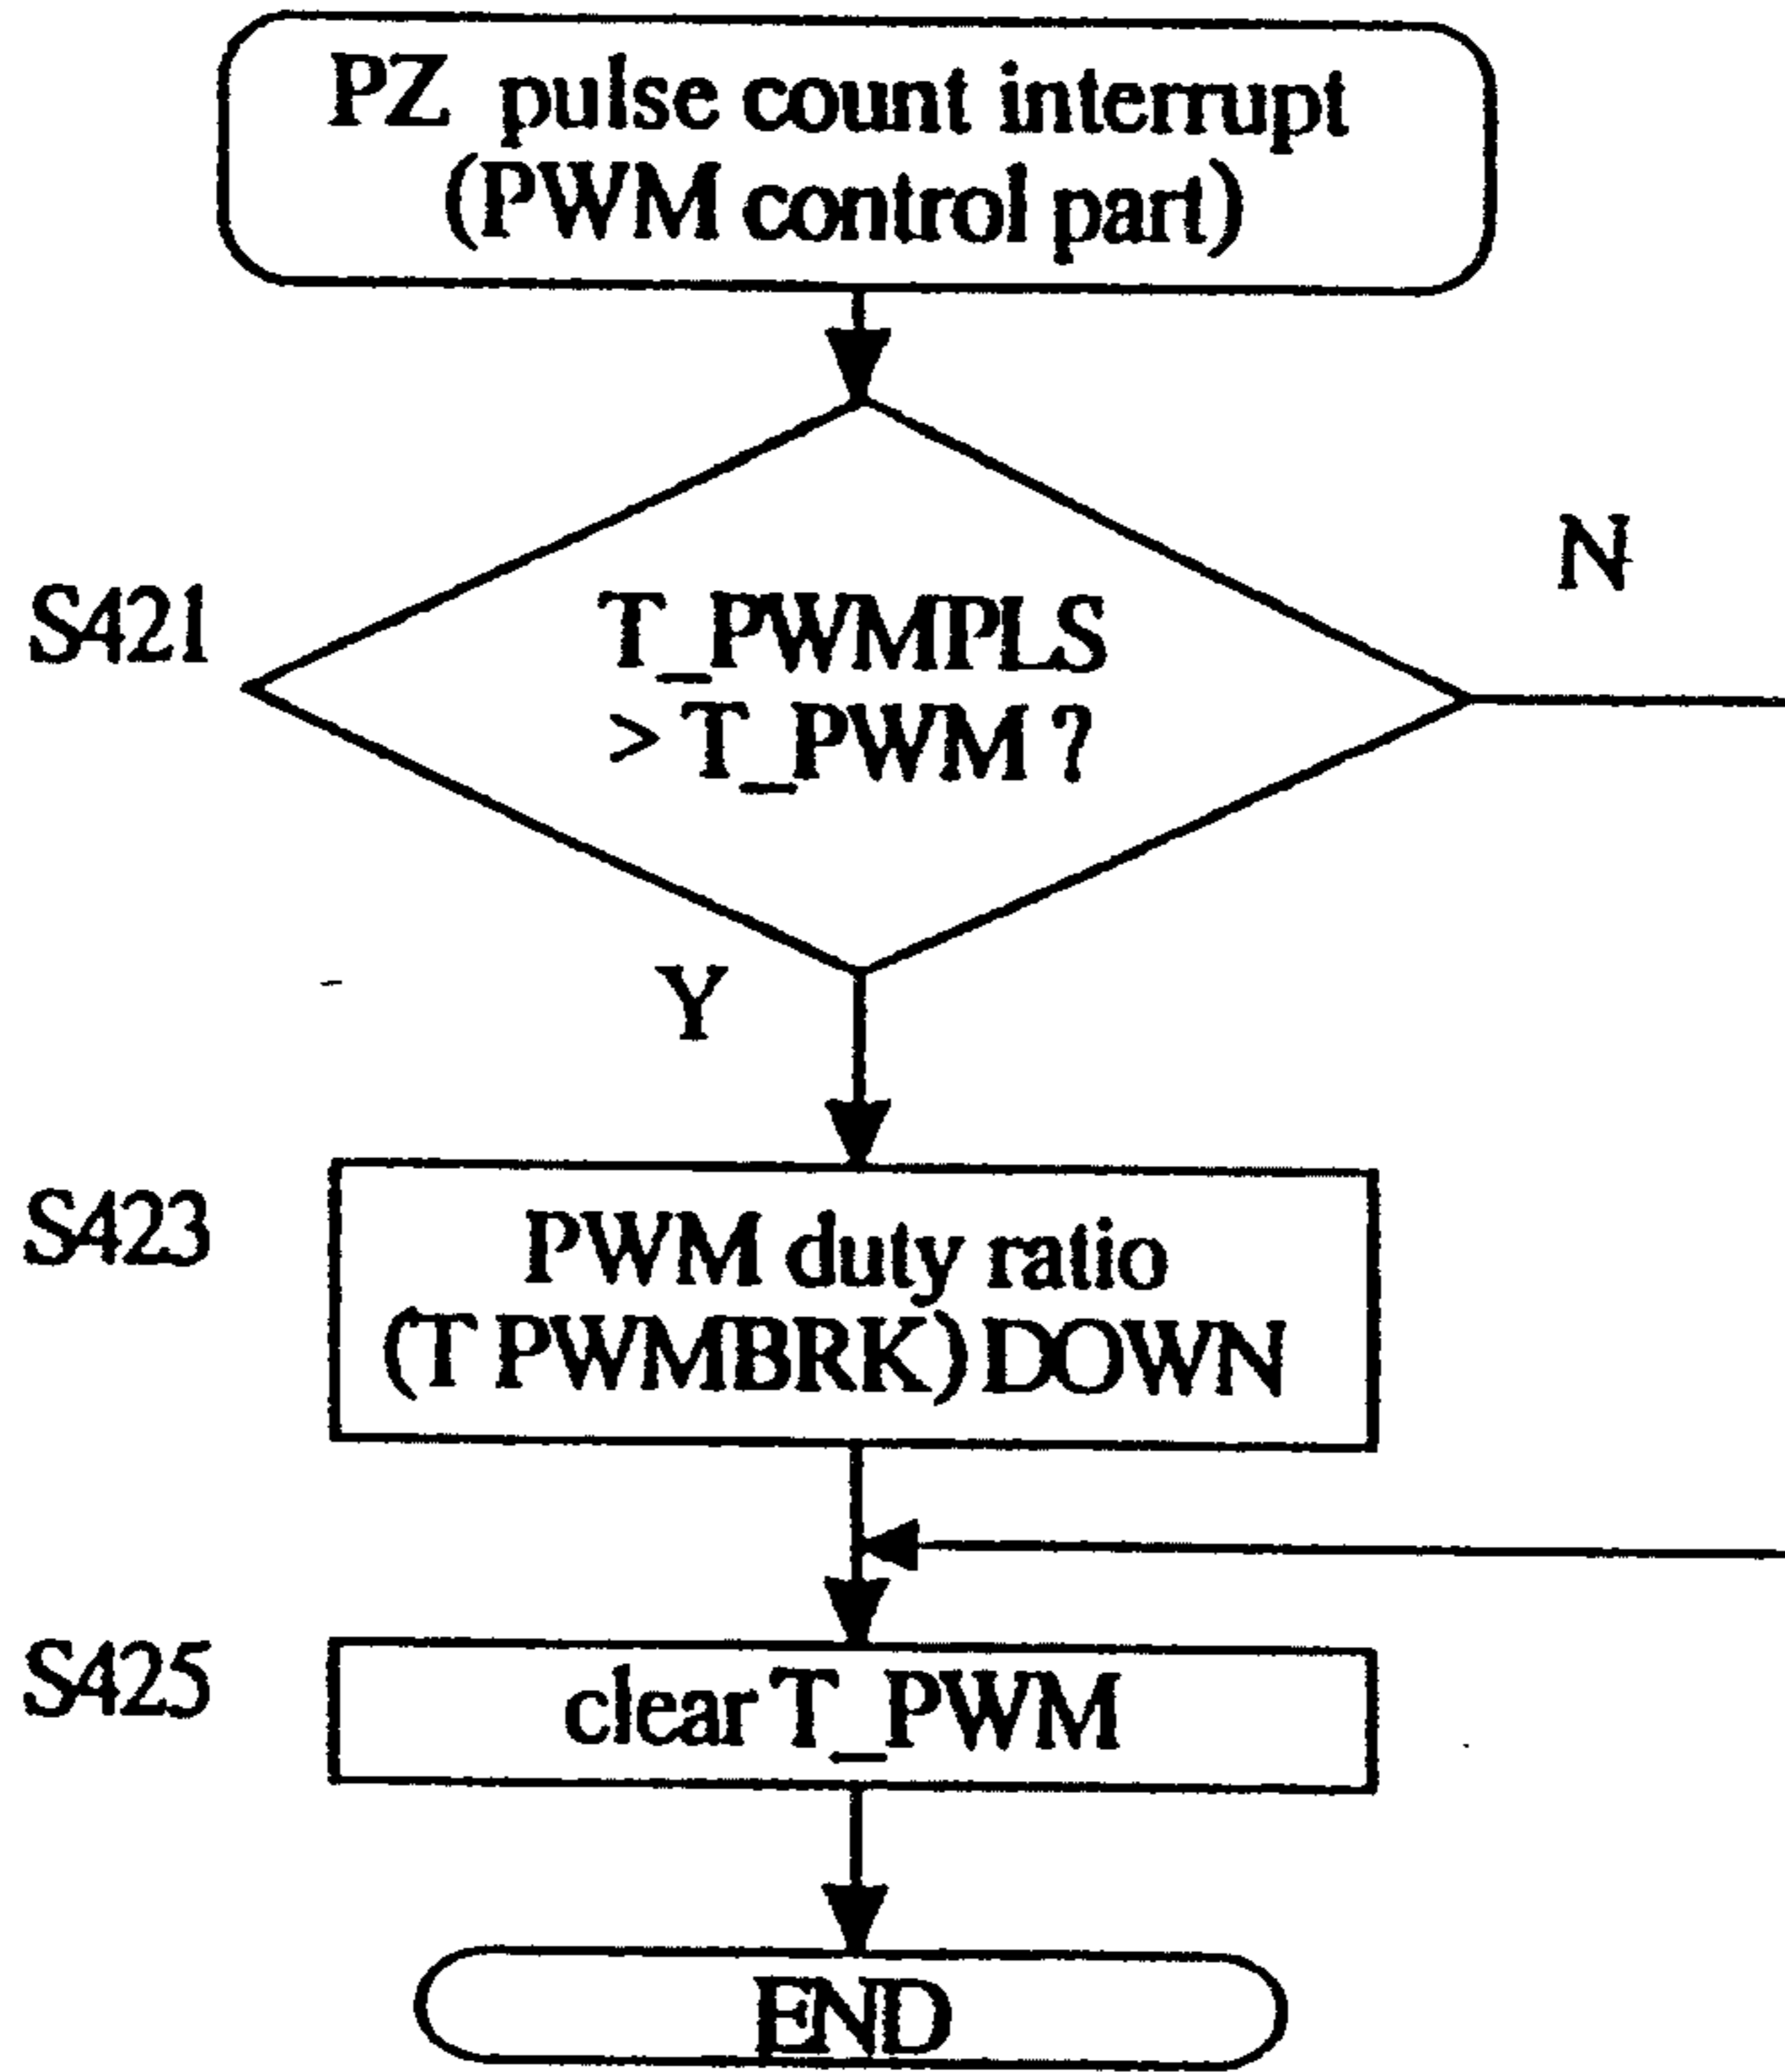 PZ pulse count interrupt
(PWM control part)
N
S421
T_PWMPLS
> T_PWM ?
Y
S423
PWM duty ratio
(T PWMBRK) DOWN
S425
clear T_PWM
END